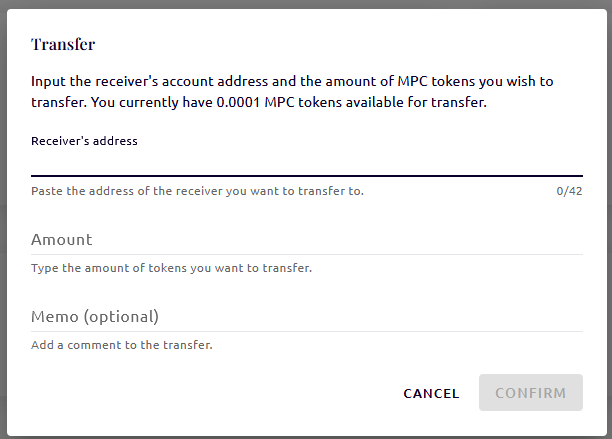 Transfer
Input the receiver's account address and the amount of MPC tokens you wish to
transfer. You currently have 0.0001 MPC tokens available for transfer.
Receiver's address
Paste the address of the receiver you want to transfer to. 0/42
Amount
Type the amount of tokens you want to transfer.
Memo (optional)
Add a comment to the transfer.
CANCEL CONFIRM